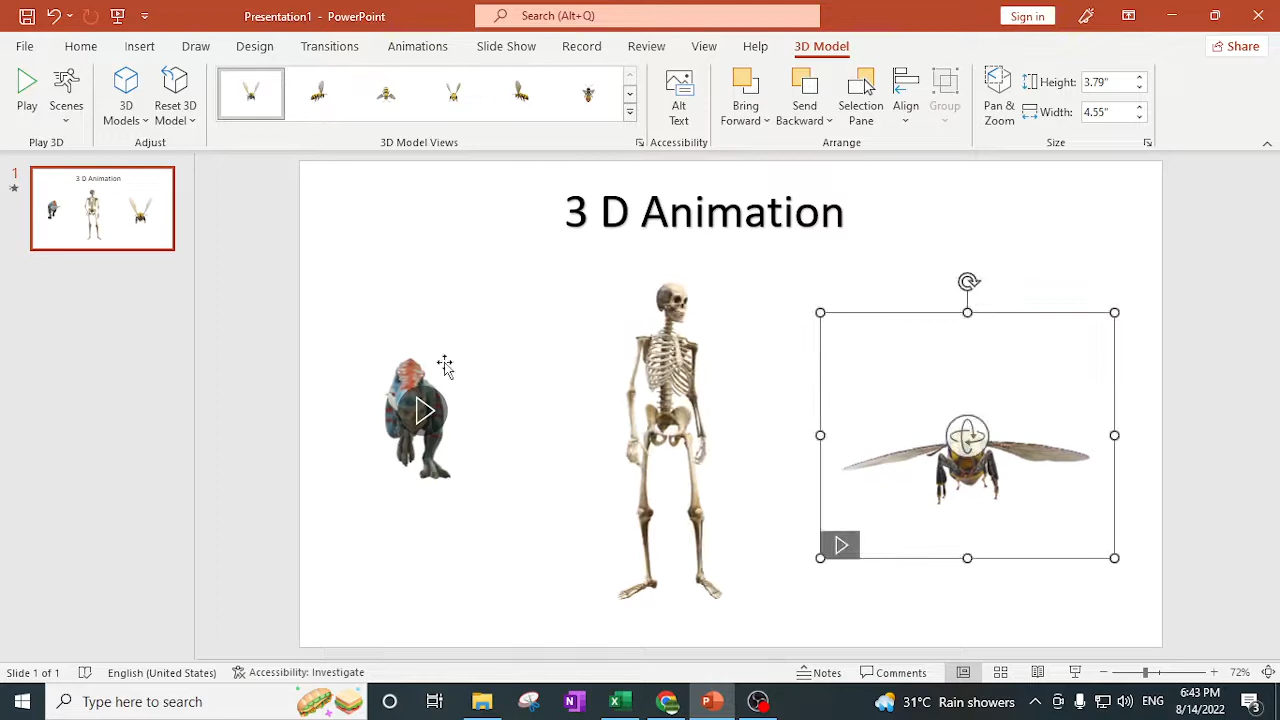 Presentation1 - PowerPoint
Search (Alt+Q)
Sign in
File Home Insert Draw Design Transitions Animations Slide Show Record Review View Help 3D Model Share
Play
Scenes
3D Models
Reset 3D Model
Alt Text
Bring Forward
Send Backward
Selection Pane
Align
Group
Pan & Zoom
Height: 3.79"
Width: 4.55"
Play 3D Adjust 3D Model Views Accessibility Arrange Size
1
3 D Animation
3 D Animation
Slide 1 of 1 English (United States) Accessibility: Investigate Notes Comments 72%
Type here to search
31°C Rain showers
ENG
6:43 PM
8/14/2022
3